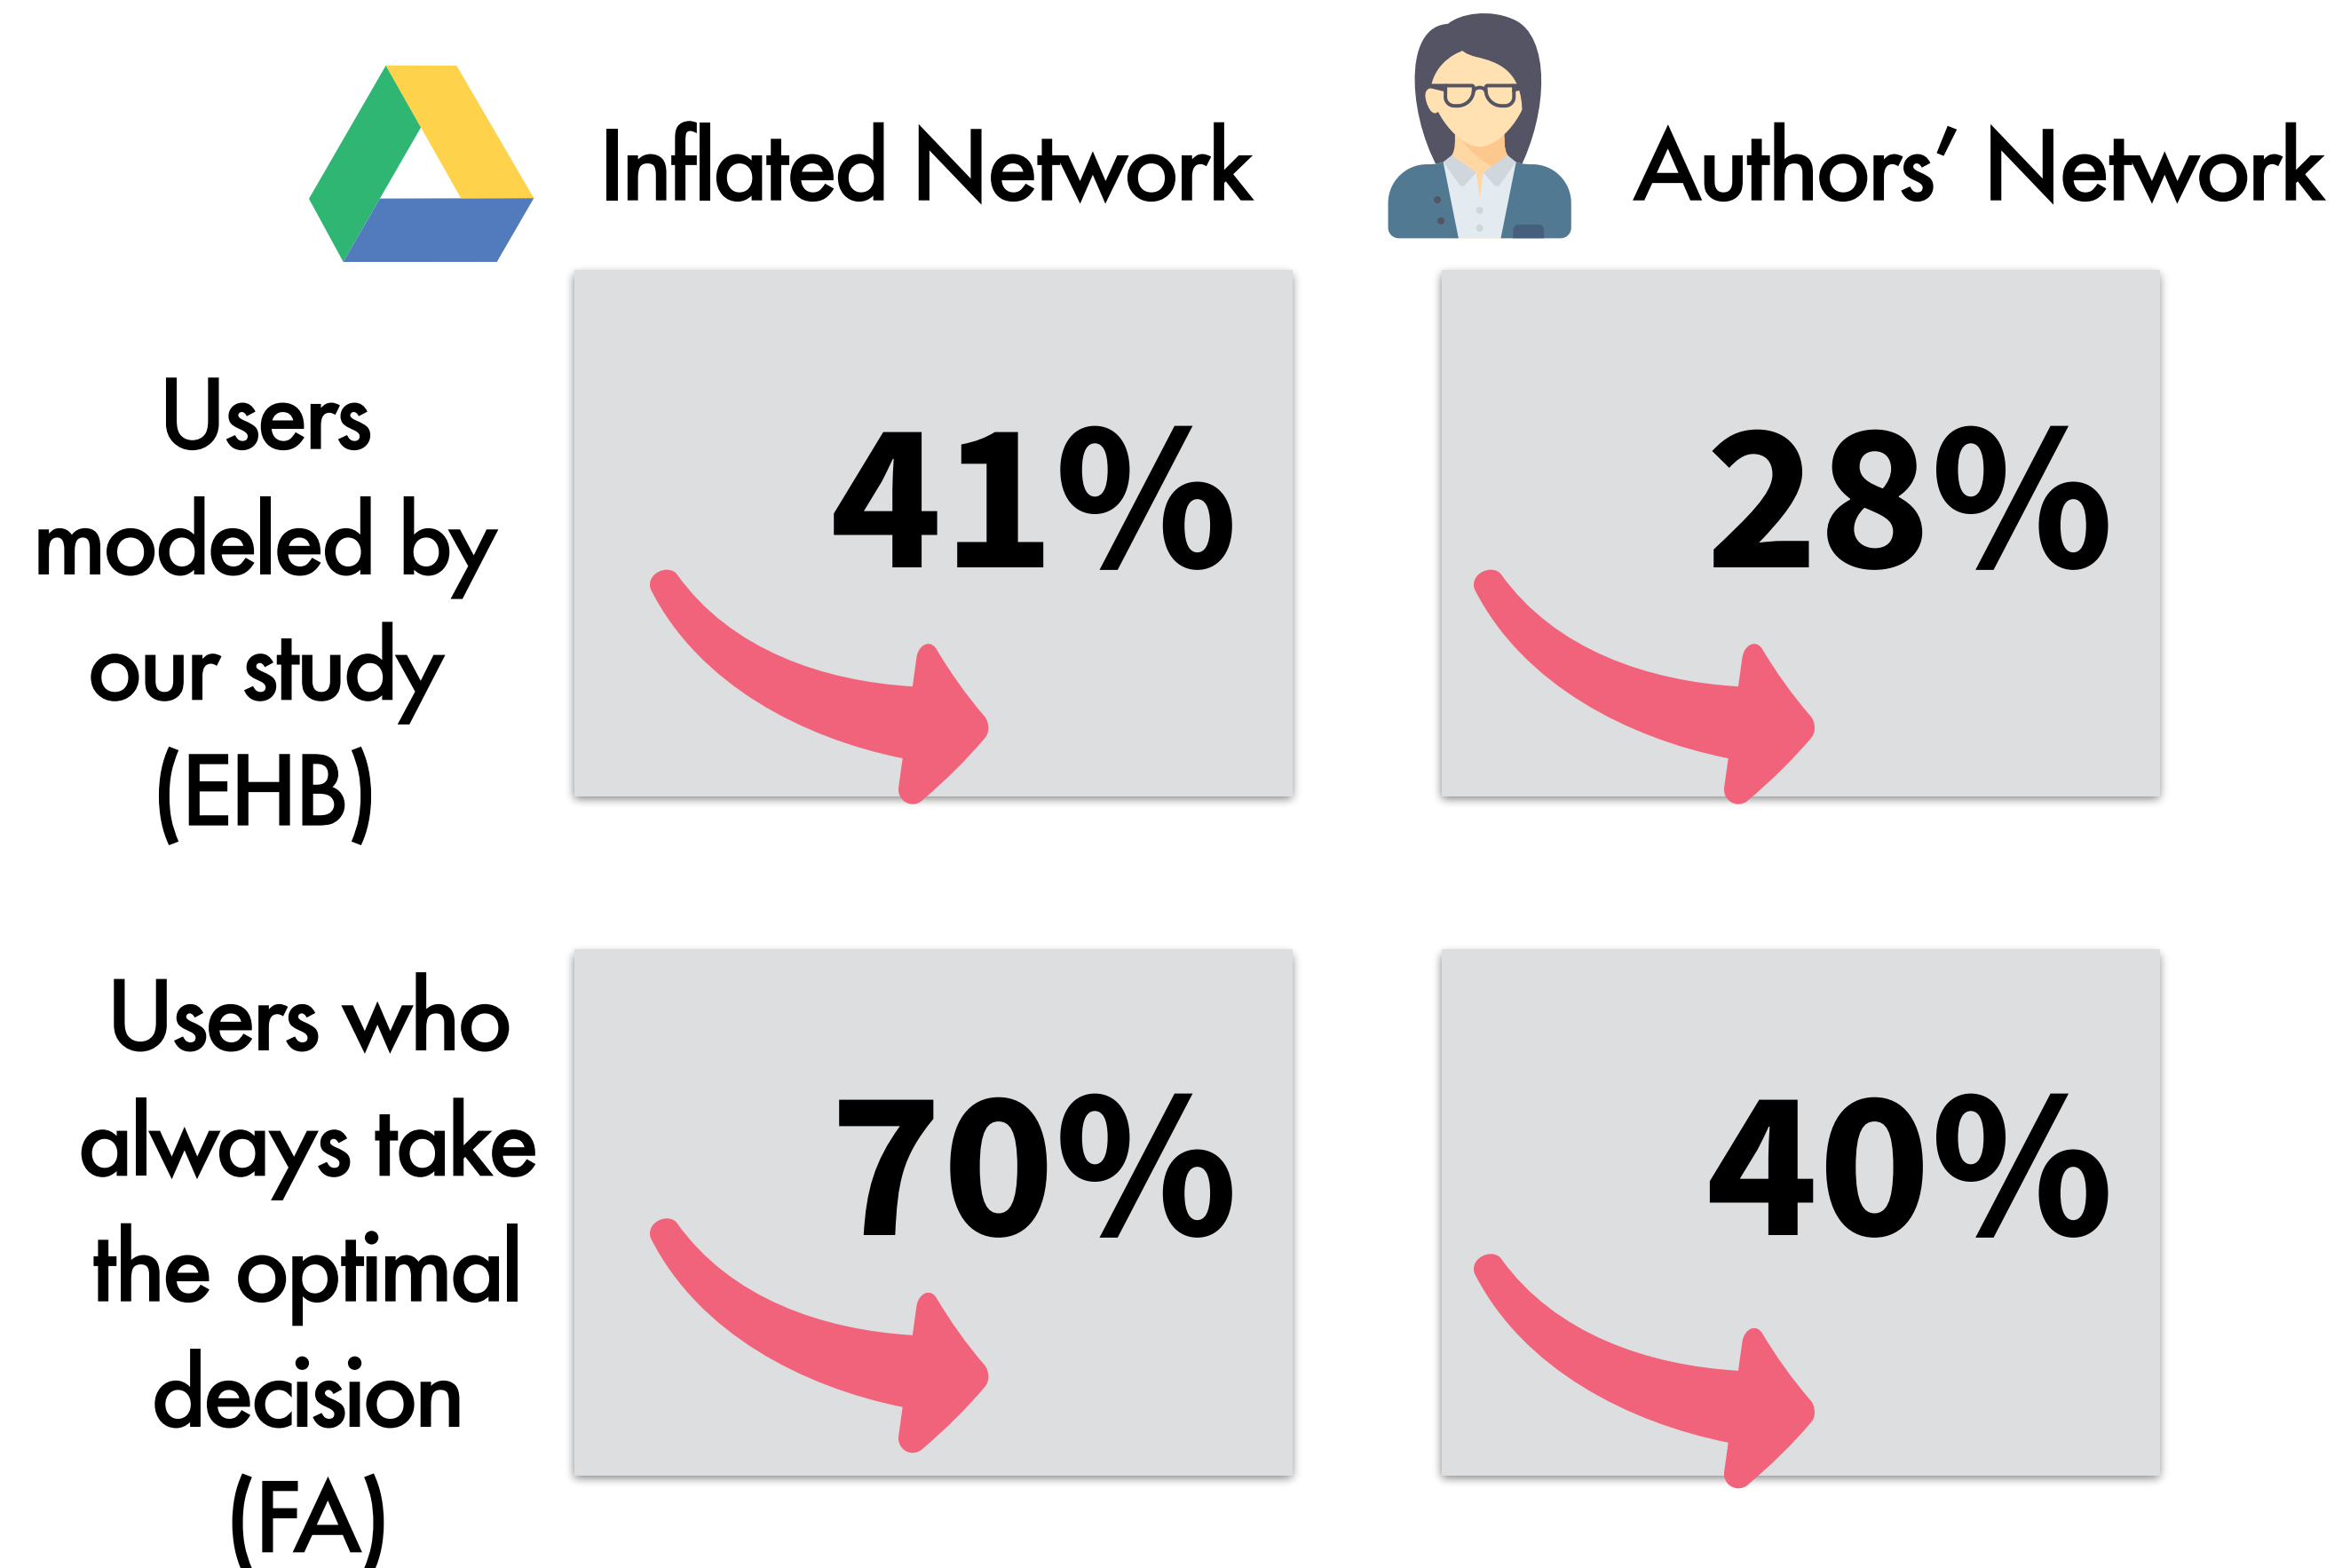 Inflated Network
Authors’ Network
Users
modeled by
our study
(EHB)
41%
28%
Users who
always take
the optimal
decision
(FA)
70%
40%